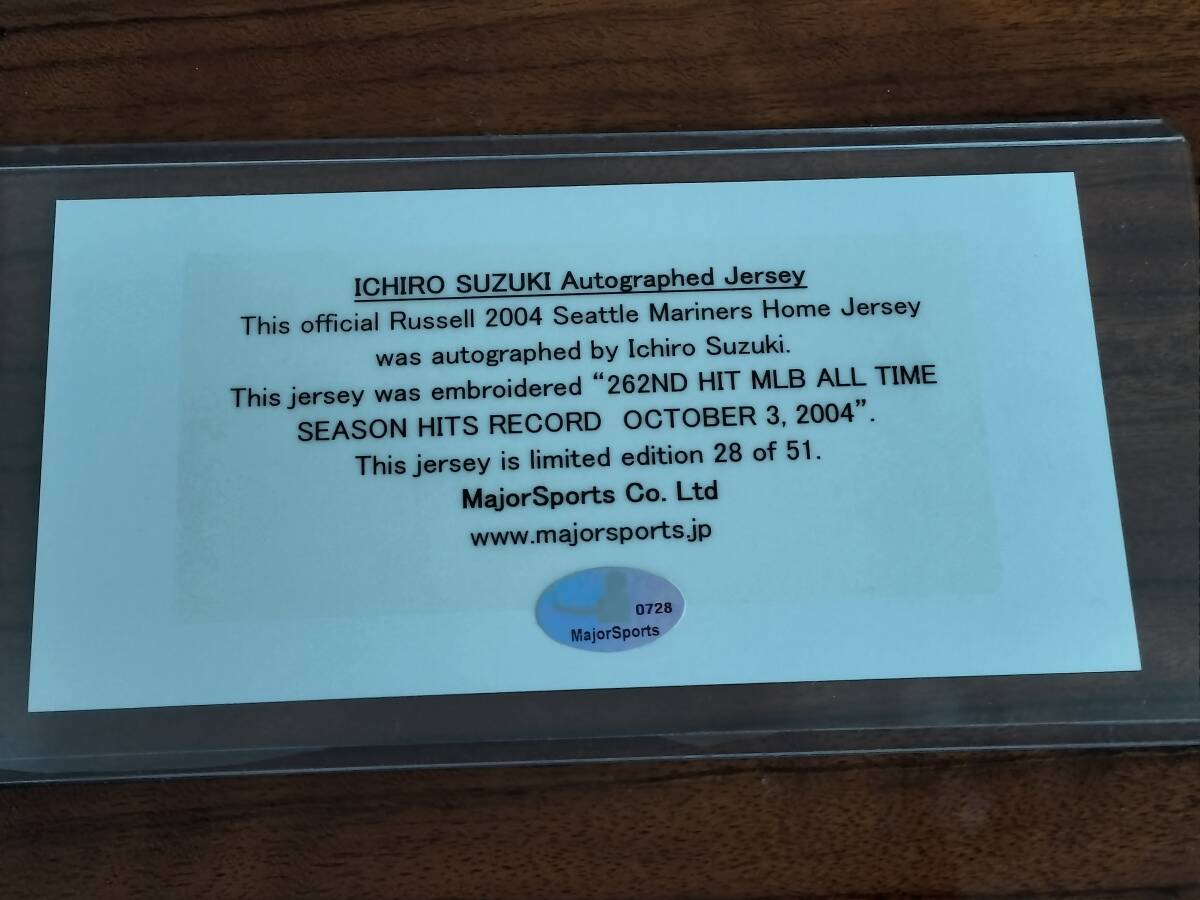 ICHIRO SUZUKI Autographed Jersey
This official Russell 2004 Seattle Mariners Home Jersey
was autographed by Ichiro Suzuki.
This jersey was embroidered “262ND HIT MLB ALL TIME
SEASON HITS RECORD OCTOBER 3, 2004”.
This jersey is limited edition 28 of 51.
MajorSports Co. Ltd
www.majorsports.jp
0728
MajorSports